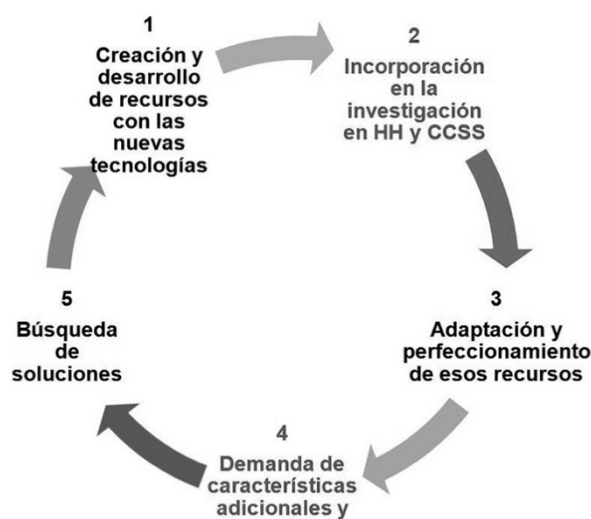 1
Creación y
desarrollo
de recursos
con las
nuevas
tecnologías
2
Incorporación
en la
investigación
en HH y CCSS
3
Adaptación y
perfeccionamiento
de esos recursos
4
Demanda de
características
adicionales y
5
Búsqueda
de
soluciones